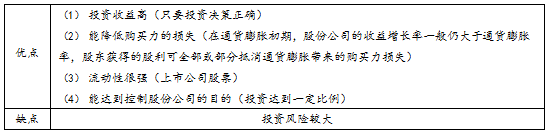 优点
（1） 投资收益高（只要投资决策正确）
（2） 能降低购买力的损失（在通货膨胀初期，股份公司的收益增长率一般仍大于通货膨胀
率，股东获得的股利可全部或部分抵消通货膨胀带来的购买力损失）
（3） 流动性很强（上市公司股票）
（4） 能达到控制股份公司的目的（投资达到一定比例）
缺点
投资风险较大